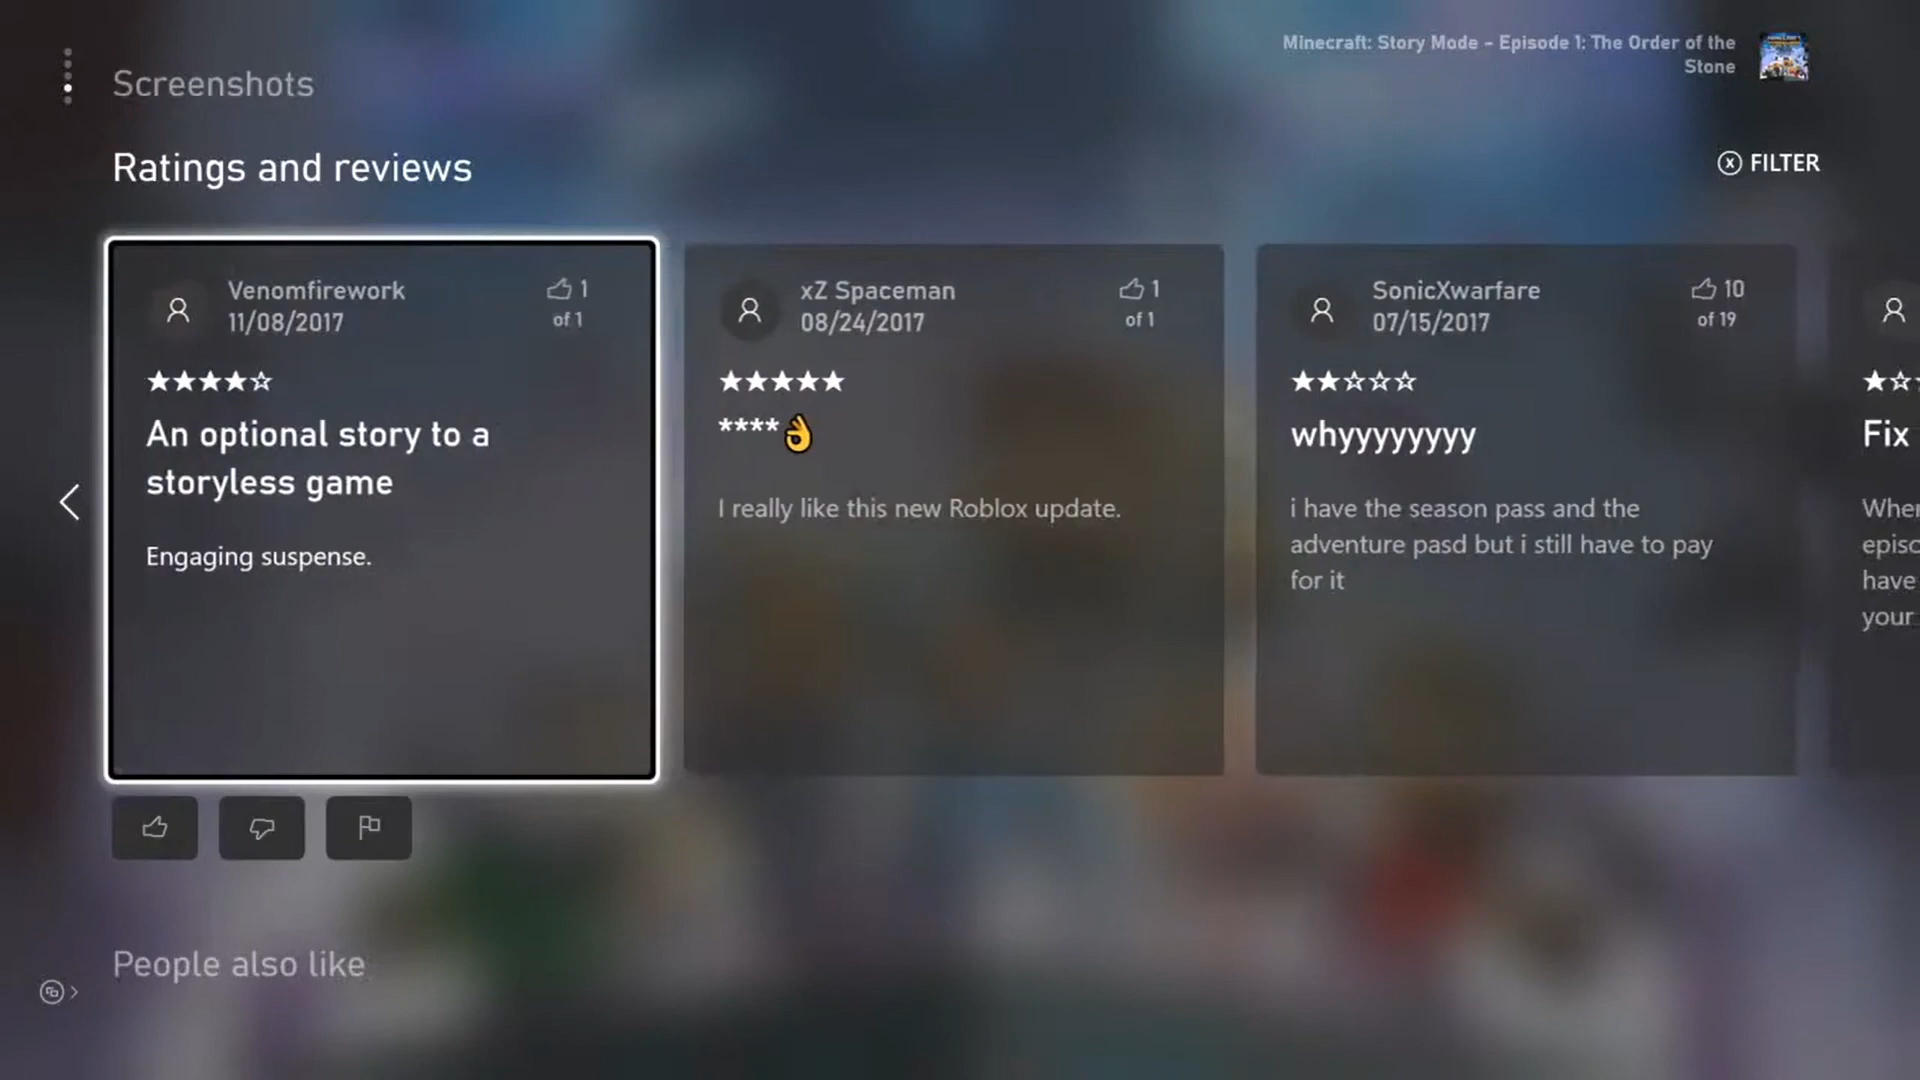 Minecraft: Story Mode - Episode 1: The Order of the
Stone
Screenshots
Ratings and reviews
ⓧ FILTER
Venomfirework
11/08/2017
1
of 1
★★★★☆
An optional story to a
storyless game
Engaging suspense.
xZ Spaceman
08/24/2017
1
of 1
★★★★★
****👌
I really like this new Roblox update.
SonicXwarfare
07/15/2017
10
of 19
★★☆☆☆
whyyyyyyyy
i have the season pass and the
adventure pasd but i still have to pay
for it
★☆
Fix
have
your
People also like